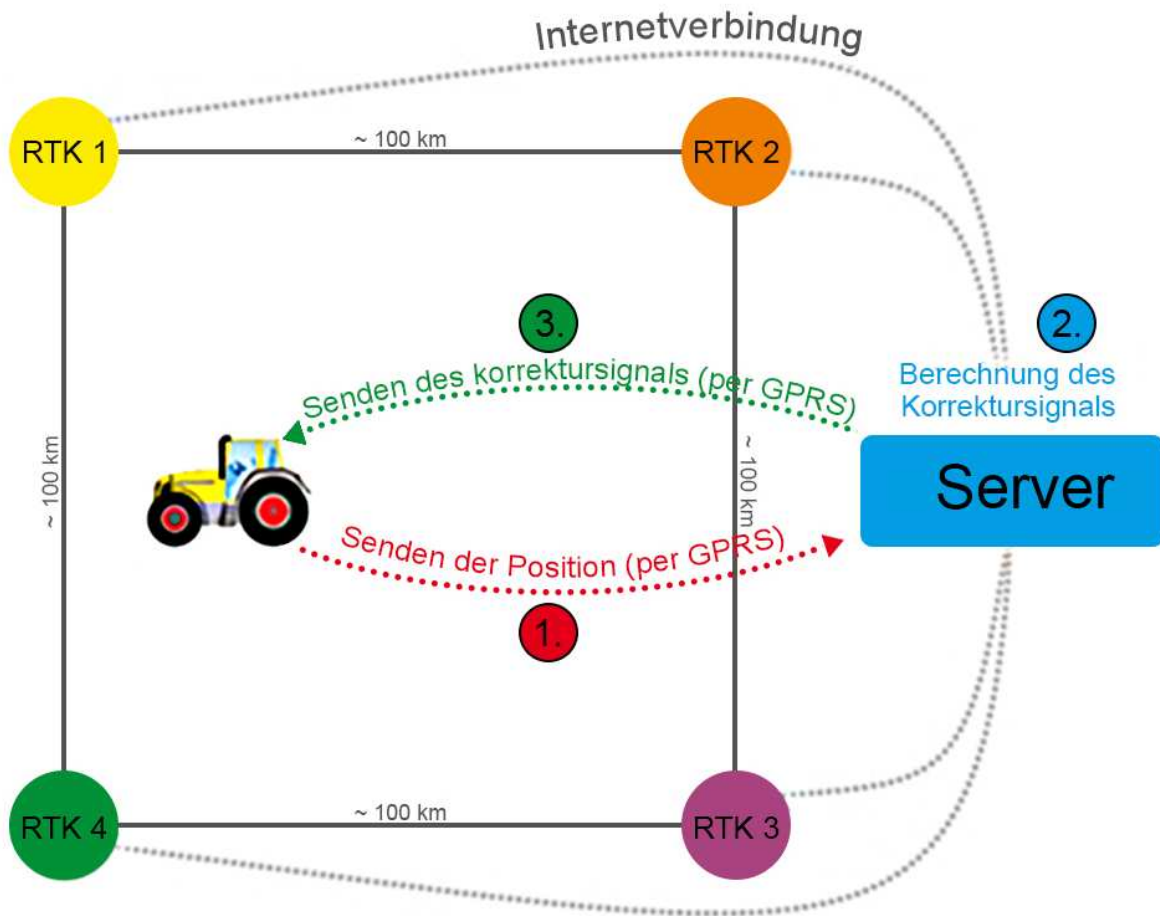 Internetverbindung
RTK 1
~ 100 km
RTK 2
3.
2.
Senden des korrektursignals (per GPRS)
Berechnung des
Korrektursignals
~ 100 km
~ 100 km
Server
Senden der Position (per GPRS)
1.
RTK 4
~ 100 km
RTK 3